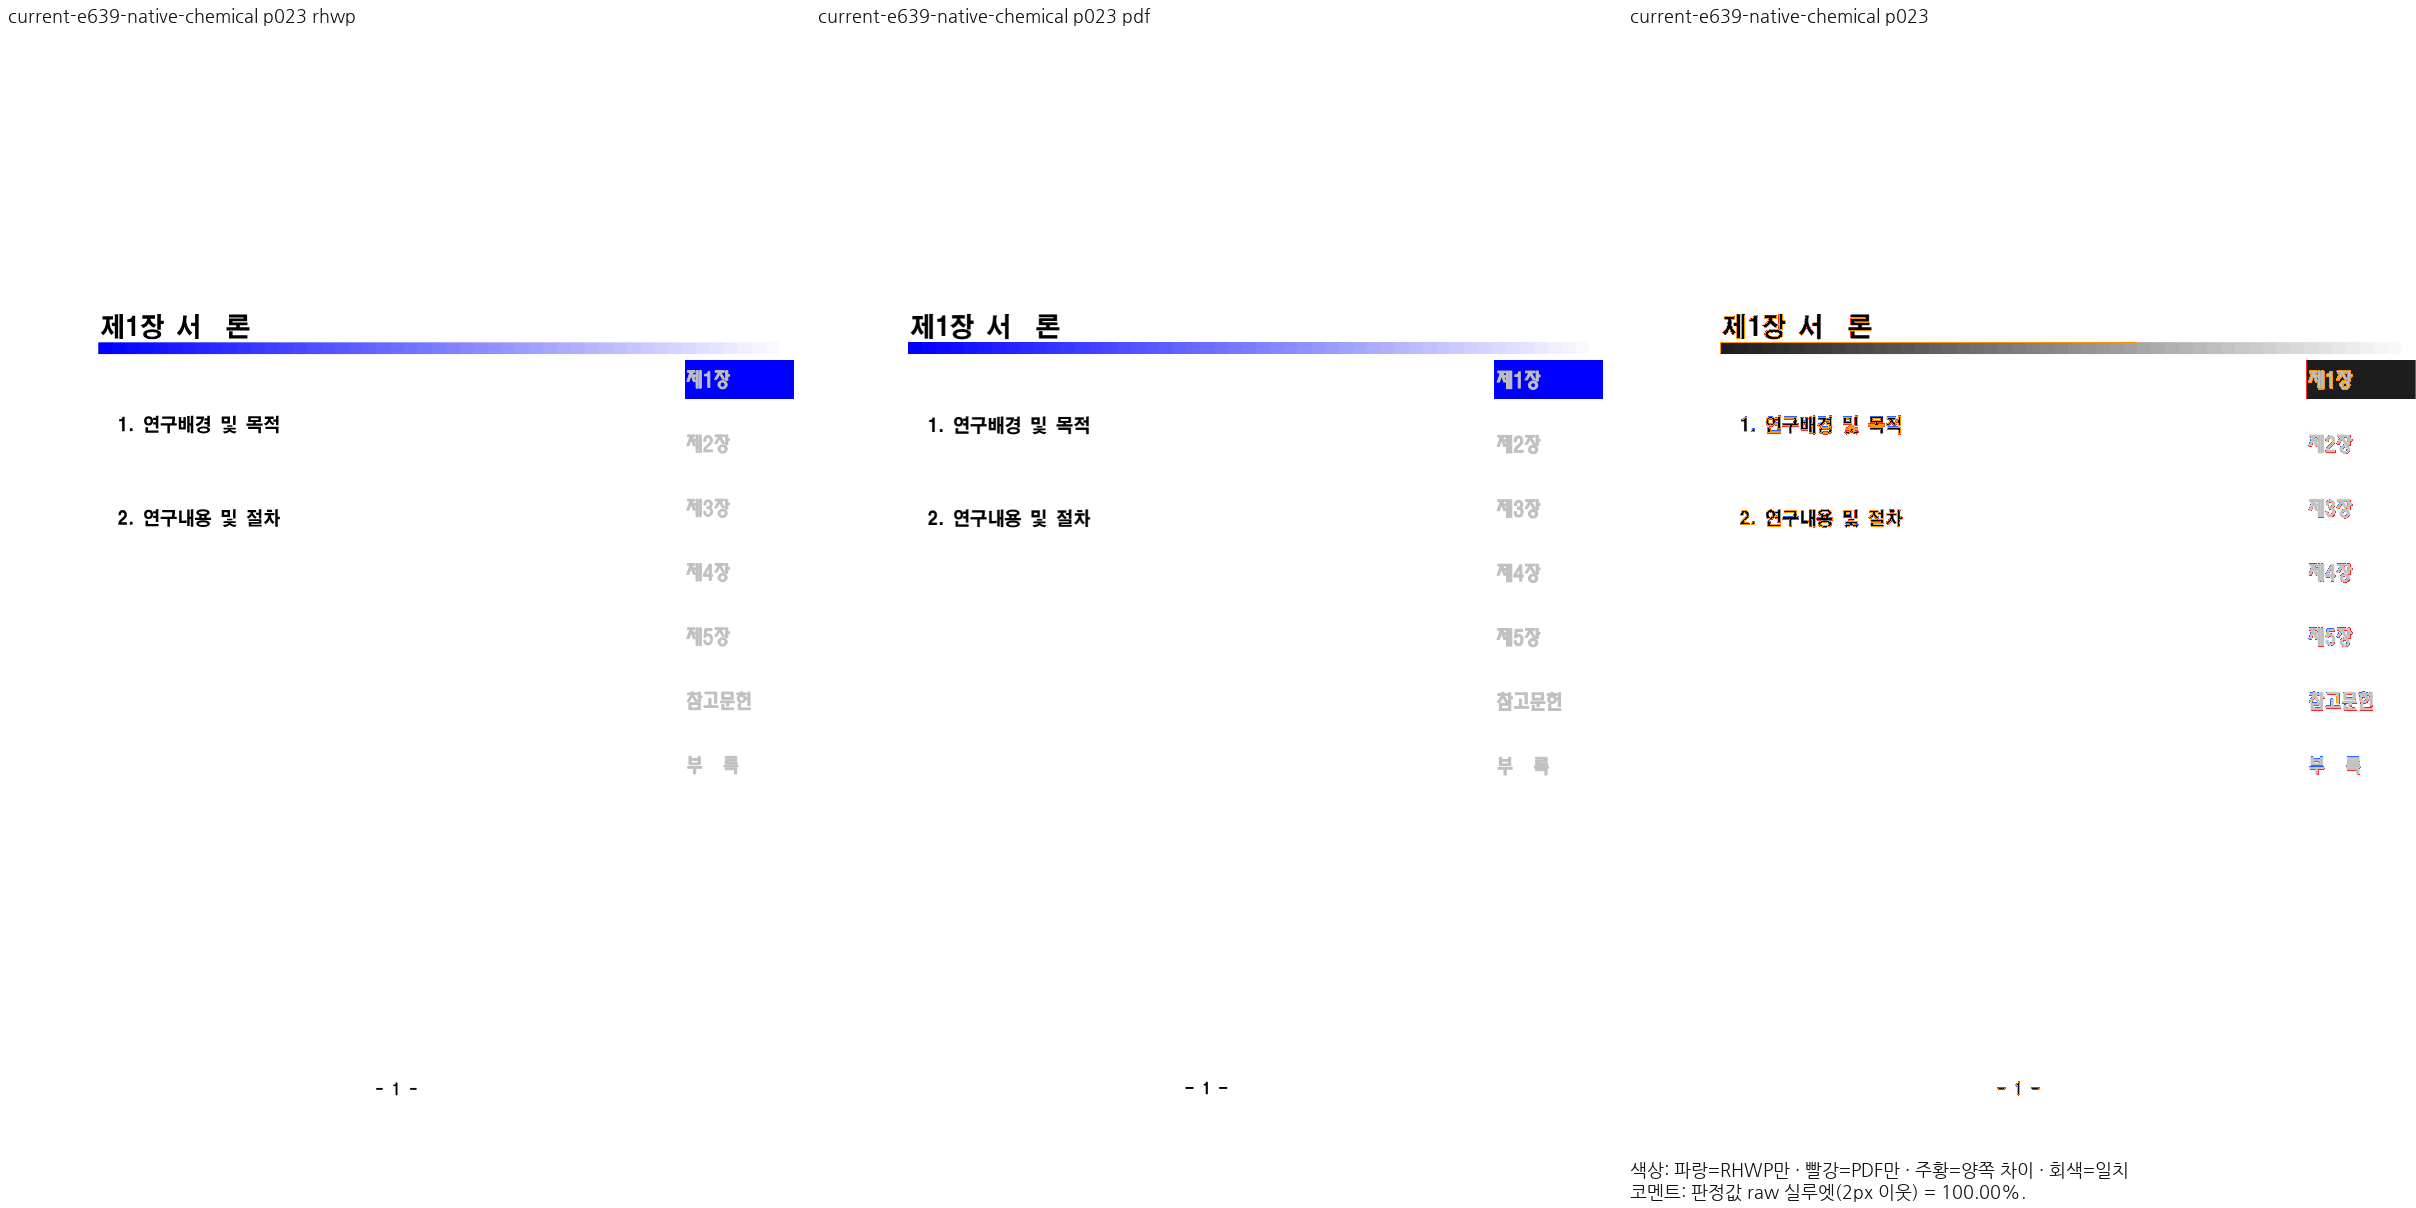 current-e639-native-chemical p023 rhwp
제1장 서 론
제1장
1. 연구배경 및 목적
제2장
제3장
2. 연구내용 및 절차
제4장
제5장
참고문헌
부 록
- 1 -
current-e639-native-chemical p023 pdf
제1장 서 론
제1장
1. 연구배경 및 목적
제2장
제3장
2. 연구내용 및 절차
제4장
제5장
참고문헌
부 록
- 1 -
current-e639-native-chemical p023
제1장 서 론
제1장
1. 연구배경 및 목적
제2장
제3장
2. 연구내용 및 절차
제4장
제5장
참고문헌
부 록
- 1 -
색상: 파랑=RHWP만 · 빨강=PDF만 · 주황=양쪽 차이 · 회색=일치
코멘트: 판정값 raw 실루엣(2px 이웃) = 100.00%.